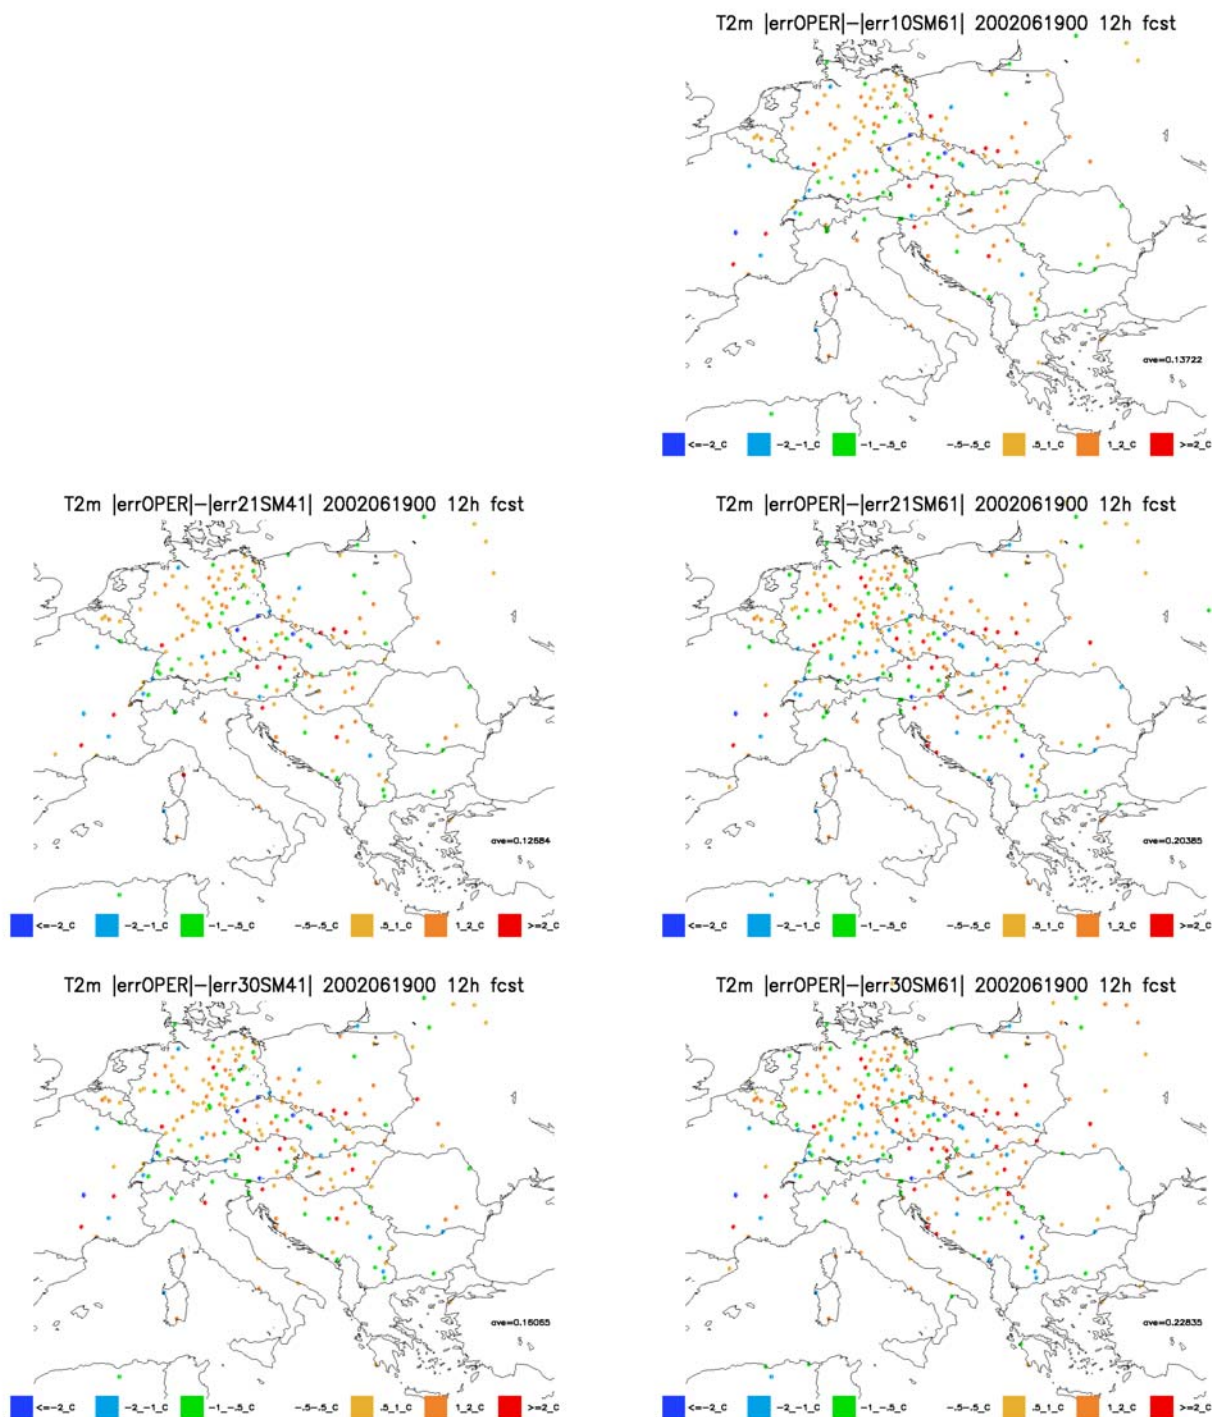 T2m |errOPER|-|err10SM61| 2002061900 12h fcst
ave=0.13722
<=-2_C -2_-1_C -1_-.5_C -.5-.5_C .5_1_C 1_2_C >=2_C
T2m |errOPER|-|err21SM41| 2002061900 12h fcst
ave=0.12684
<=-2_C -2_-1_C -1_-.5_C -.5-.5_C .5_1_C 1_2_C >=2_C
T2m |errOPER|-|err21SM61| 2002061900 12h fcst
ave=0.20385
<=-2_C -2_-1_C -1_-.5_C -.5-.5_C .5_1_C 1_2_C >=2_C
T2m |errOPER|-|err30SM41| 2002061900 12h fcst
ave=0.16065
<=-2_C -2_-1_C -1_-.5_C -.5-.5_C .5_1_C 1_2_C >=2_C
T2m |errOPER|-|err30SM61| 2002061900 12h fcst
ave=0.22835
<=-2_C -2_-1_C -1_-.5_C -.5-.5_C .5_1_C 1_2_C >=2_C